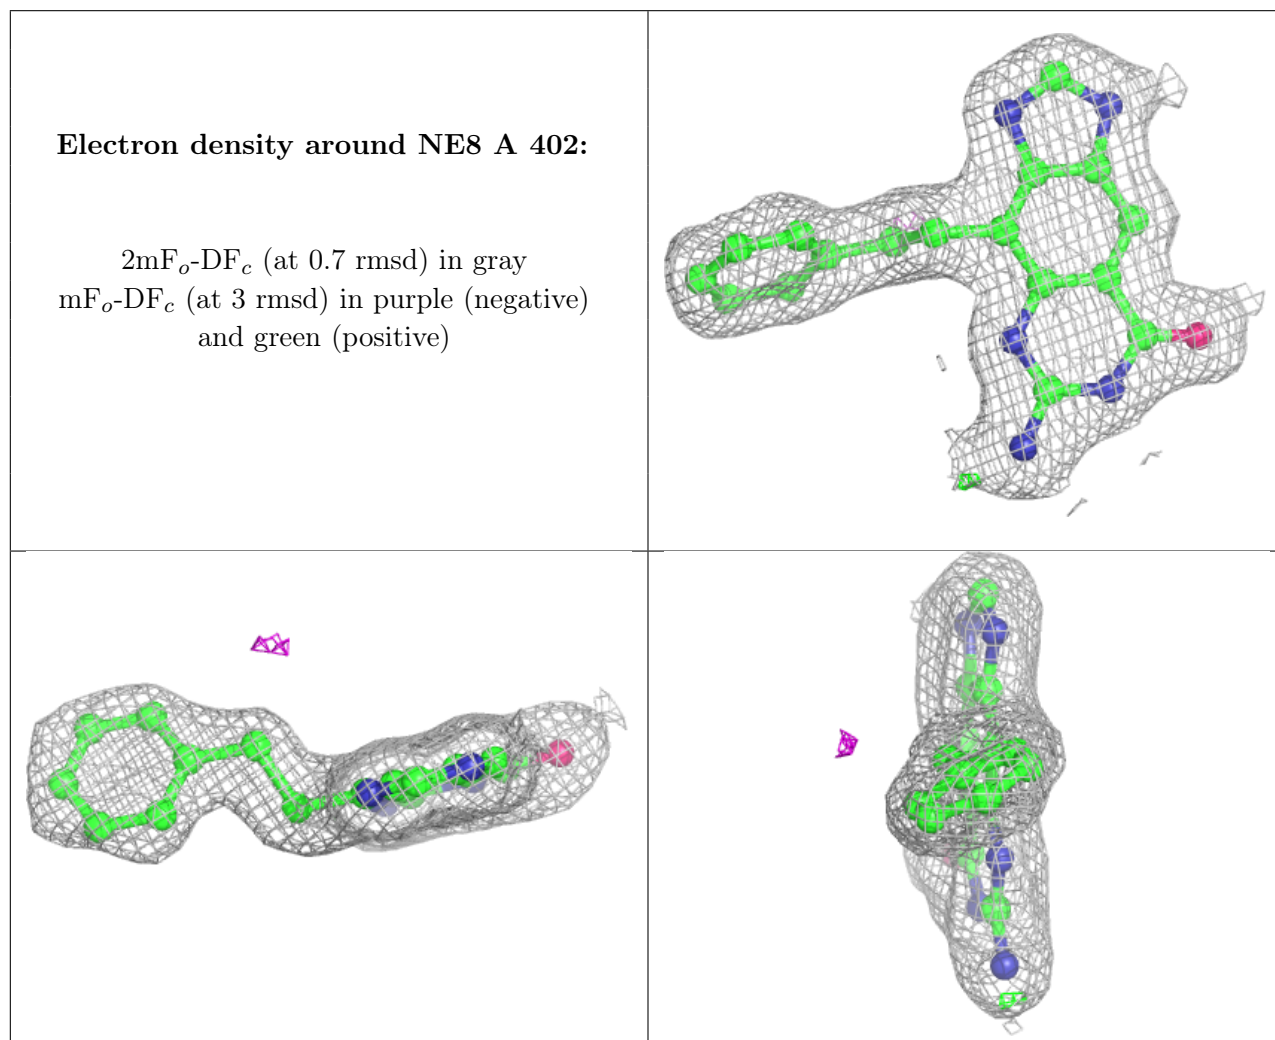 Electron density around NE8 A 402:
2mFo-DFc (at 0.7 rmsd) in gray
mFo-DFc (at 3 rmsd) in purple (negative)
and green (positive)